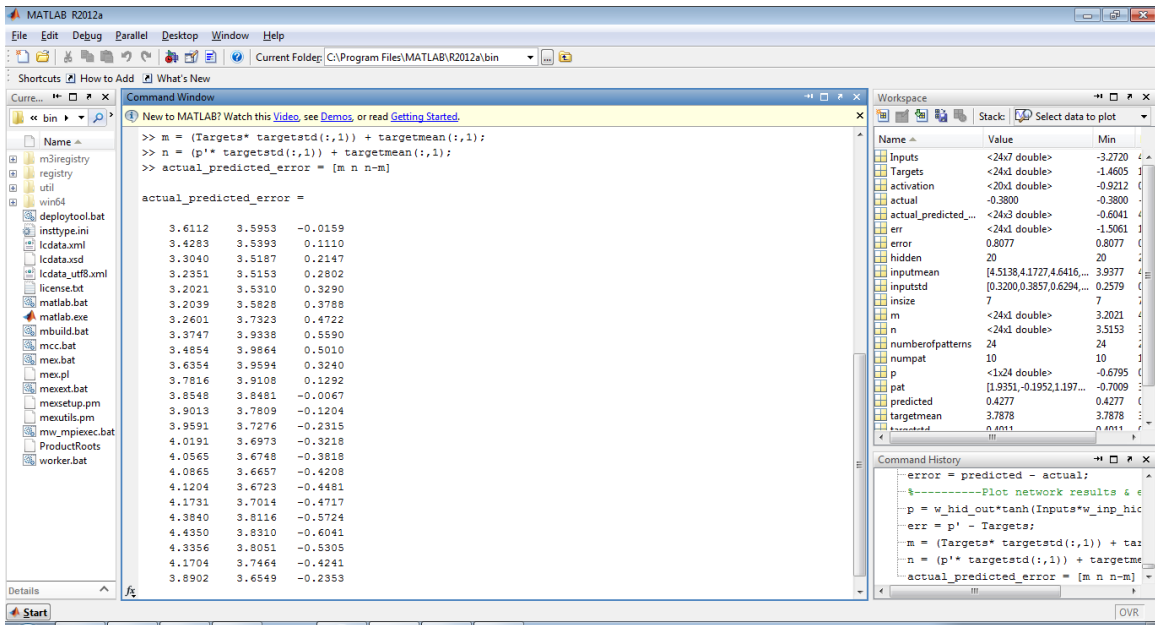 MATLAB R2012a
File Edit Debug Parallel Desktop Window Help
Current Folder: C:\Program Files\MATLAB\R2012a\bin
Shortcuts How to Add What's New
Curre...
« bin
Name
m3iregistry
registry
util
win64
deploytool.bat
insttype.ini
lcdata.xml
lcdata.xsd
lcdata_utf8.xml
license.txt
matlab.bat
matlab.exe
mbuild.bat
mcc.bat
mex.bat
mex.pl
mexext.bat
mexsetup.pm
mexutils.pm
mw_mpiexec.bat
ProductRoots
worker.bat
Details
Command Window
New to MATLAB? Watch this Video, see Demos, or read Getting Started.
>> m = (Targets* targetstd(:,1)) + targetmean(:,1);
>> n = (p'* targetstd(:,1)) + targetmean(:,1);
>> actual_predicted_error = [m n n-m]
actual_predicted_error =
3.6112 3.5953 -0.0159
3.4283 3.5393 0.1110
3.3040 3.5187 0.2147
3.2351 3.5153 0.2802
3.2021 3.5310 0.3290
3.2039 3.5828 0.3788
3.2601 3.7323 0.4722
3.3747 3.9338 0.5590
3.4854 3.9864 0.5010
3.6354 3.9594 0.3240
3.7816 3.9108 0.1292
3.8548 3.8481 -0.0067
3.9013 3.7809 -0.1204
3.9591 3.7276 -0.2315
4.0191 3.6973 -0.3218
4.0565 3.6748 -0.3818
4.0865 3.6657 -0.4208
4.1204 3.6723 -0.4481
4.1731 3.7014 -0.4717
4.3840 3.8116 -0.5724
4.4350 3.8310 -0.6041
4.3356 3.8051 -0.5305
4.1704 3.7464 -0.4241
3.8902 3.6549 -0.2353
fx
Workspace
Stack: Select data to plot
Name Value Min
Inputs <24x7 double> -3.2720
Targets <24x1 double> -1.4605
activation <20x1 double> -0.9212
actual -0.3800 -0.3800
actual_predicted_... <24x3 double> -0.6041
err <24x1 double> -1.5061
error 0.8077 0.8077
hidden 20 20
inputmean [4.5138,4.1727,4.6416,... 3.9377
inputstd [0.3200,0.3857,0.6294,... 0.2579
insize 7 7
m <24x1 double> 3.2021
n <24x1 double> 3.5153
numberofpatterns 24 24
numpat 10 10
p <1x24 double> -0.6795
pat [1.9351,-0.1952,1.197... -0.7009
predicted 0.4277 0.4277
targetmean 3.7878 3.7878
targetstd 0.4011 0.4011
Command History
error = predicted - actual;
%----------Plot network results & e
p = w_hid_out*tanh(Inputs*w_inp_hid
err = p' - Targets;
m = (Targets* targetstd(:,1)) + tar
n = (p'* targetstd(:,1)) + targetme
actual_predicted_error = [m n n-m]
Start
OVR